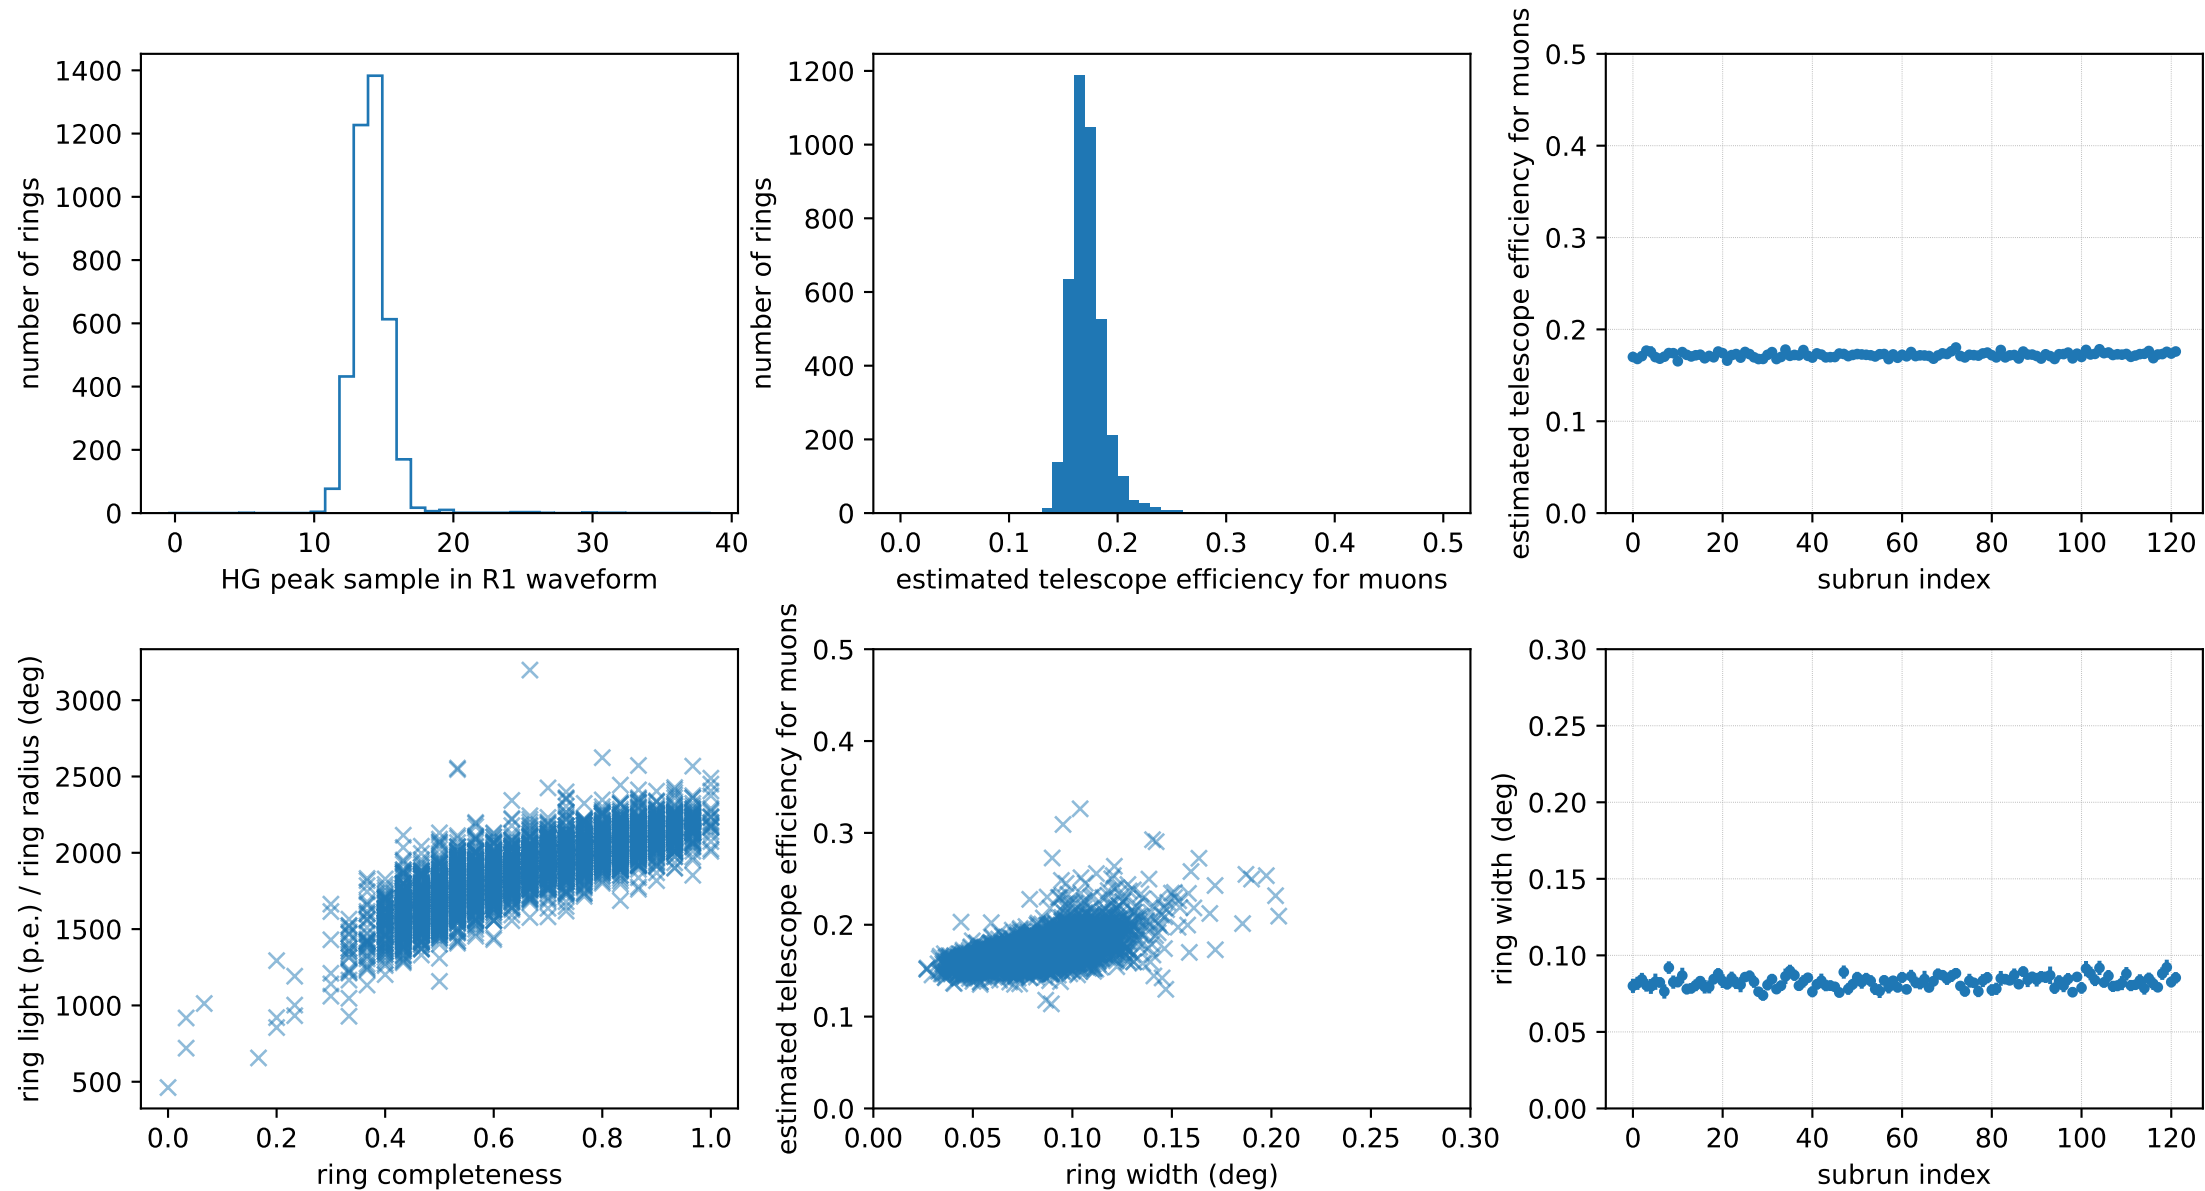 1400
1200
1000
800
600
400
200
0
number of rings
0 10 20 30 40
HG peak sample in R1 waveform
1200
1000
800
600
400
200
0
number of rings
0.0 0.1 0.2 0.3 0.4 0.5
estimated telescope efficiency for muons
0.5
0.4
0.3
0.2
0.1
0.0
estimated telescope efficiency for muons
0 20 40 60 80 100 120
subrun index
3000
2500
2000
1500
1000
500
ring light (p.e.) / ring radius (deg)
0.0 0.2 0.4 0.6 0.8 1.0
ring completeness
0.5
0.4
0.3
0.2
0.1
0.0
estimated telescope efficiency for muons
0.00 0.05 0.10 0.15 0.20 0.25 0.30
ring width (deg)
0.30
0.25
0.20
0.15
0.10
0.05
0.00
ring width (deg)
0 20 40 60 80 100 120
subrun index